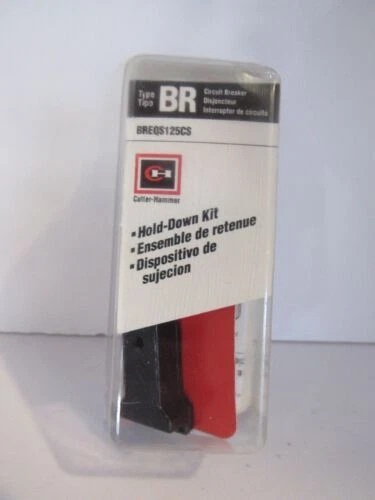 Type
Tipo
BR
Circuit Breaker
Disjoncteur
Interruptor de circuito
BREQS125CS
CH
Cutler-Hammer
• Hold-Down Kit
• Ensemble de retenue
• Dispositivo de
sujecion